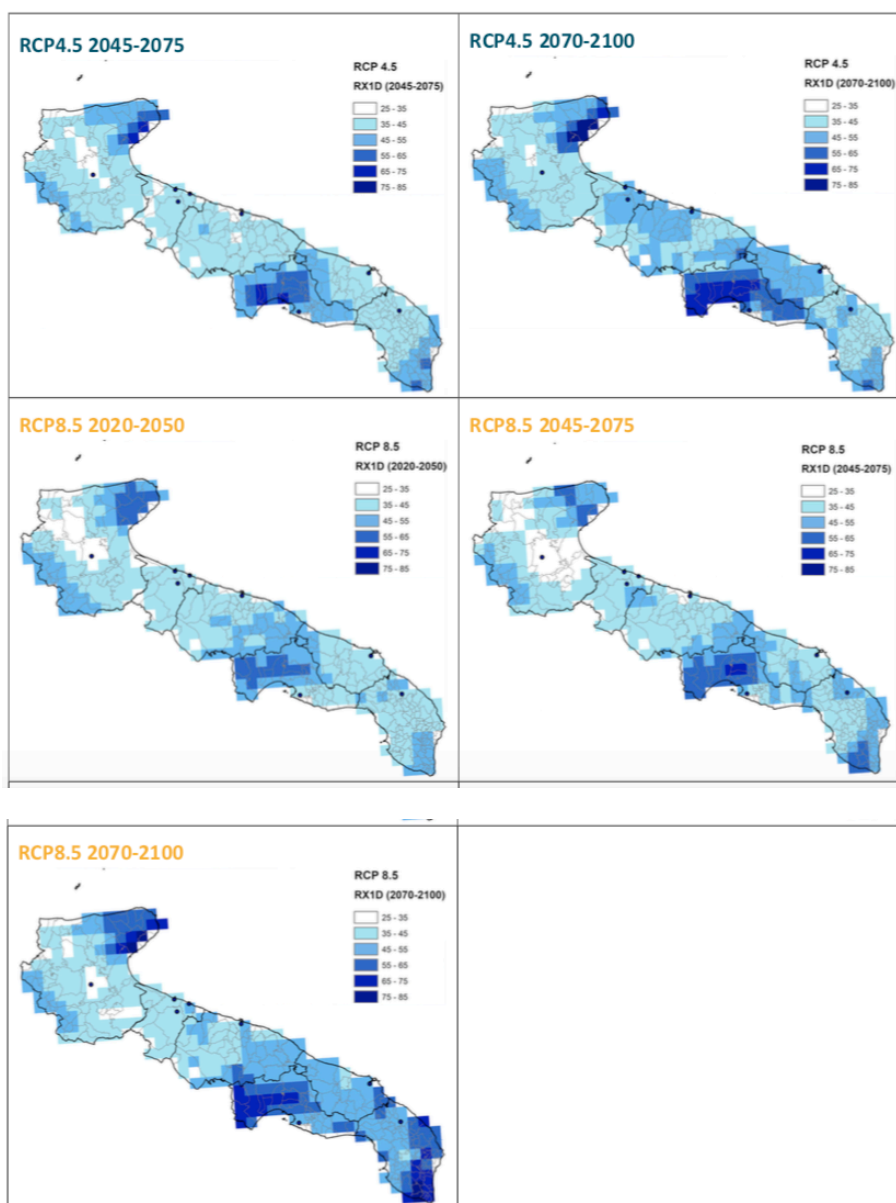 RCP4.5 2045-2075
RCP 4.5
RX1D (2045-2075)
25 - 35
35 - 45
45 - 55
55 - 65
65 - 75
75 - 85
RCP4.5 2070-2100
RCP 4.5
RX1D (2070-2100)
25 - 35
35 - 45
45 - 55
55 - 65
65 - 75
75 - 85
RCP8.5 2020-2050
RCP 8.5
RX1D (2020-2050)
25 - 35
35 - 45
45 - 55
55 - 65
65 - 75
75 - 85
RCP8.5 2045-2075
RCP 8.5
RX1D (2045-2075)
25 - 35
35 - 45
45 - 55
55 - 65
65 - 75
75 - 85
RCP8.5 2070-2100
RCP 8.5
RX1D (2070-2100)
25 - 35
35 - 45
45 - 55
55 - 65
65 - 75
75 - 85